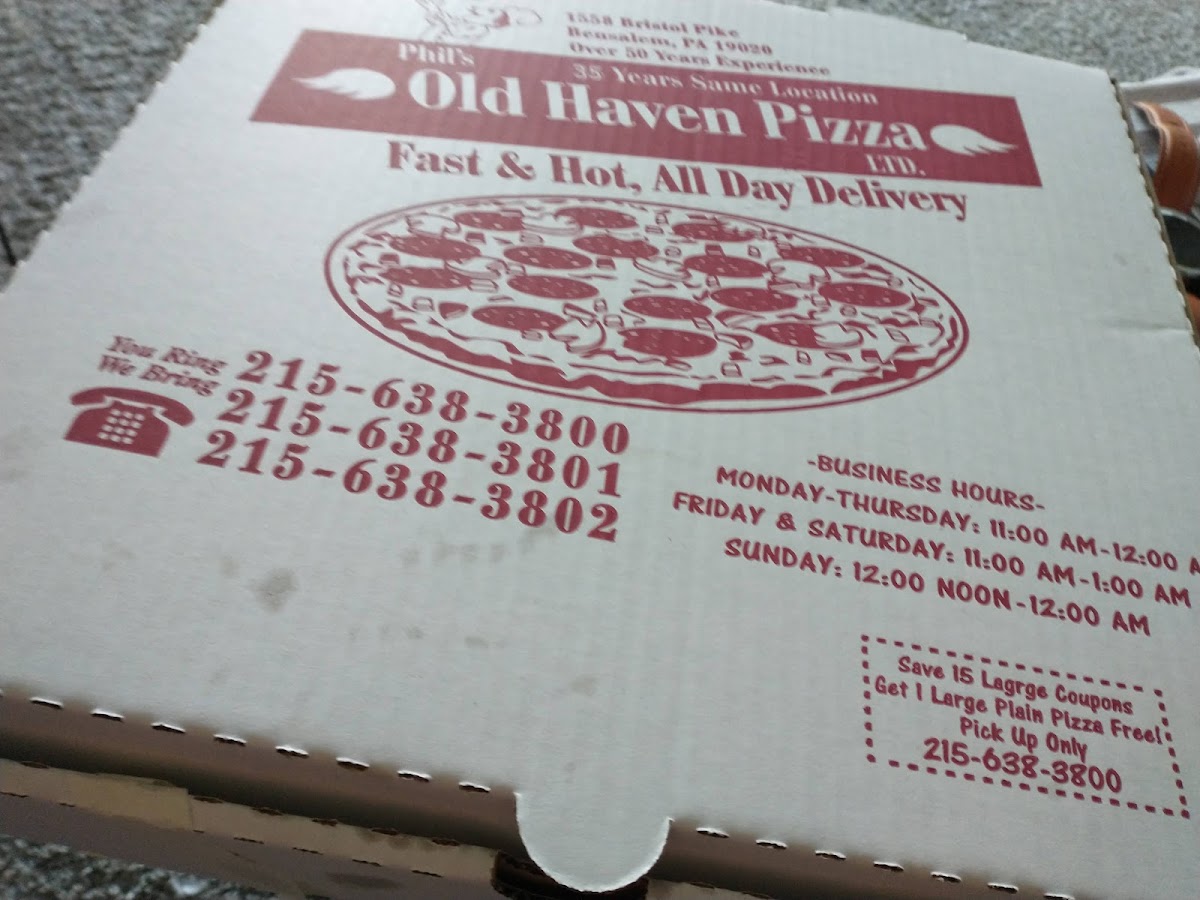 1558 Bristol Pike
Bensalem, PA 19020
Over 50 Years Experience
Phil's
35 Years Same Location
Old Haven Pizza
LTD.
Fast & Hot, All Day Delivery
You Ring
We Bring
215-638-3800
215-638-3801
215-638-3802
-BUSINESS HOURS-
MONDAY-THURSDAY: 11:00 AM-12:00 A
FRIDAY & SATURDAY: 11:00 AM-1:00 AM
SUNDAY: 12:00 NOON-12:00 AM
Save 15 Lagrge Coupons
Get 1 Large Plain Pizza Free!
Pick Up Only
215-638-3800